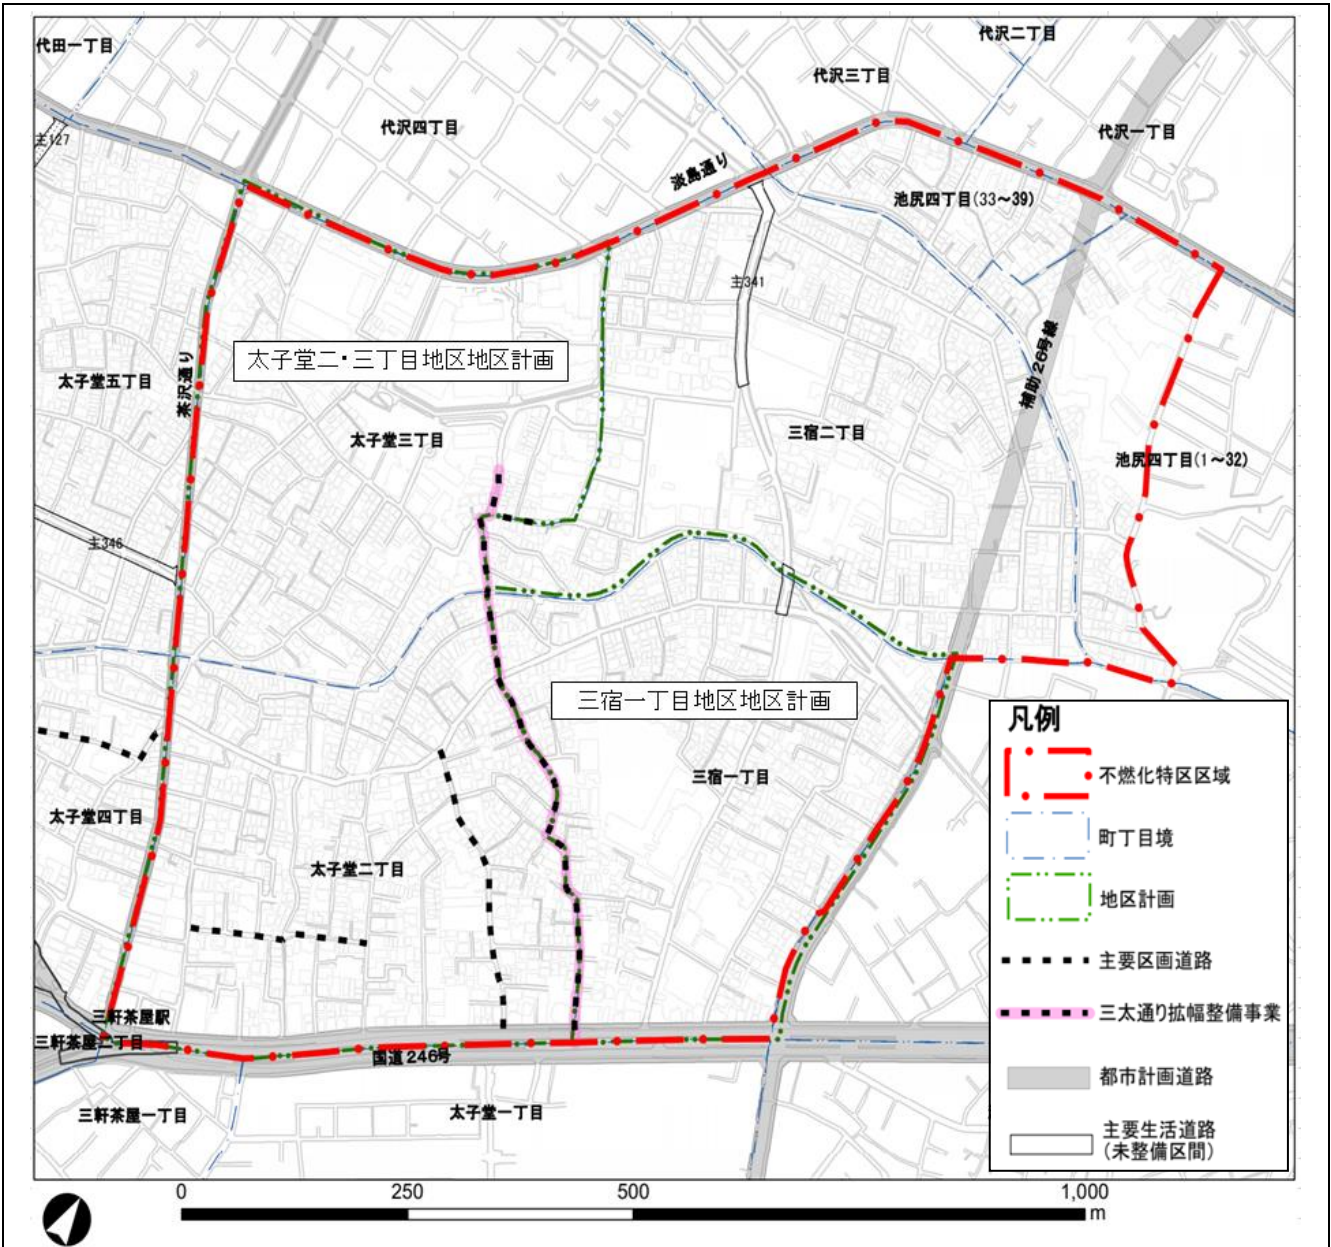 代田一丁目
代沢二丁目
代沢三丁目
代沢四丁目
代沢一丁目
主127
淡島通り
池尻四丁目(33～39)
主341
補助26号線
太子堂二・三丁目地区地区計画
太子堂五丁目
茶沢通り
太子堂三丁目
三宿二丁目
池尻四丁目(1～32)
主346
三宿一丁目地区地区計画
三宿一丁目
太子堂四丁目
太子堂二丁目
三軒茶屋駅
三軒茶屋二丁目
国道246号
三軒茶屋一丁目
太子堂一丁目
凡例
不燃化特区区域
町丁目境
地区計画
主要区画道路
三太通り拡幅整備事業
都市計画道路
主要生活道路
(未整備区間)
0 250 500 1,000
m